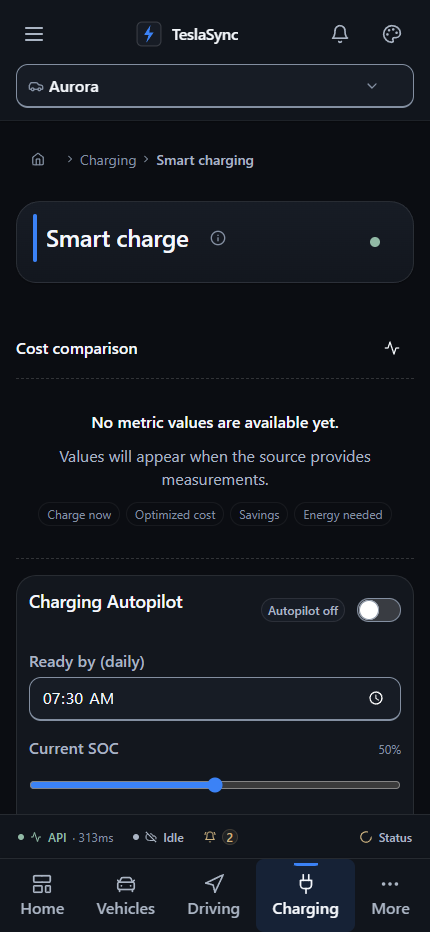 TeslaSync
Aurora
Charging
Smart charging
Smart charge
Cost comparison
No metric values are available yet.
Values will appear when the source provides
measurements.
Charge now
Optimized cost
Savings
Energy needed
Charging Autopilot
Autopilot off
Ready by (daily)
07:30 AM
Current SOC
50%
API · 313ms
Idle
2
Status
Home
Vehicles
Driving
Charging
More